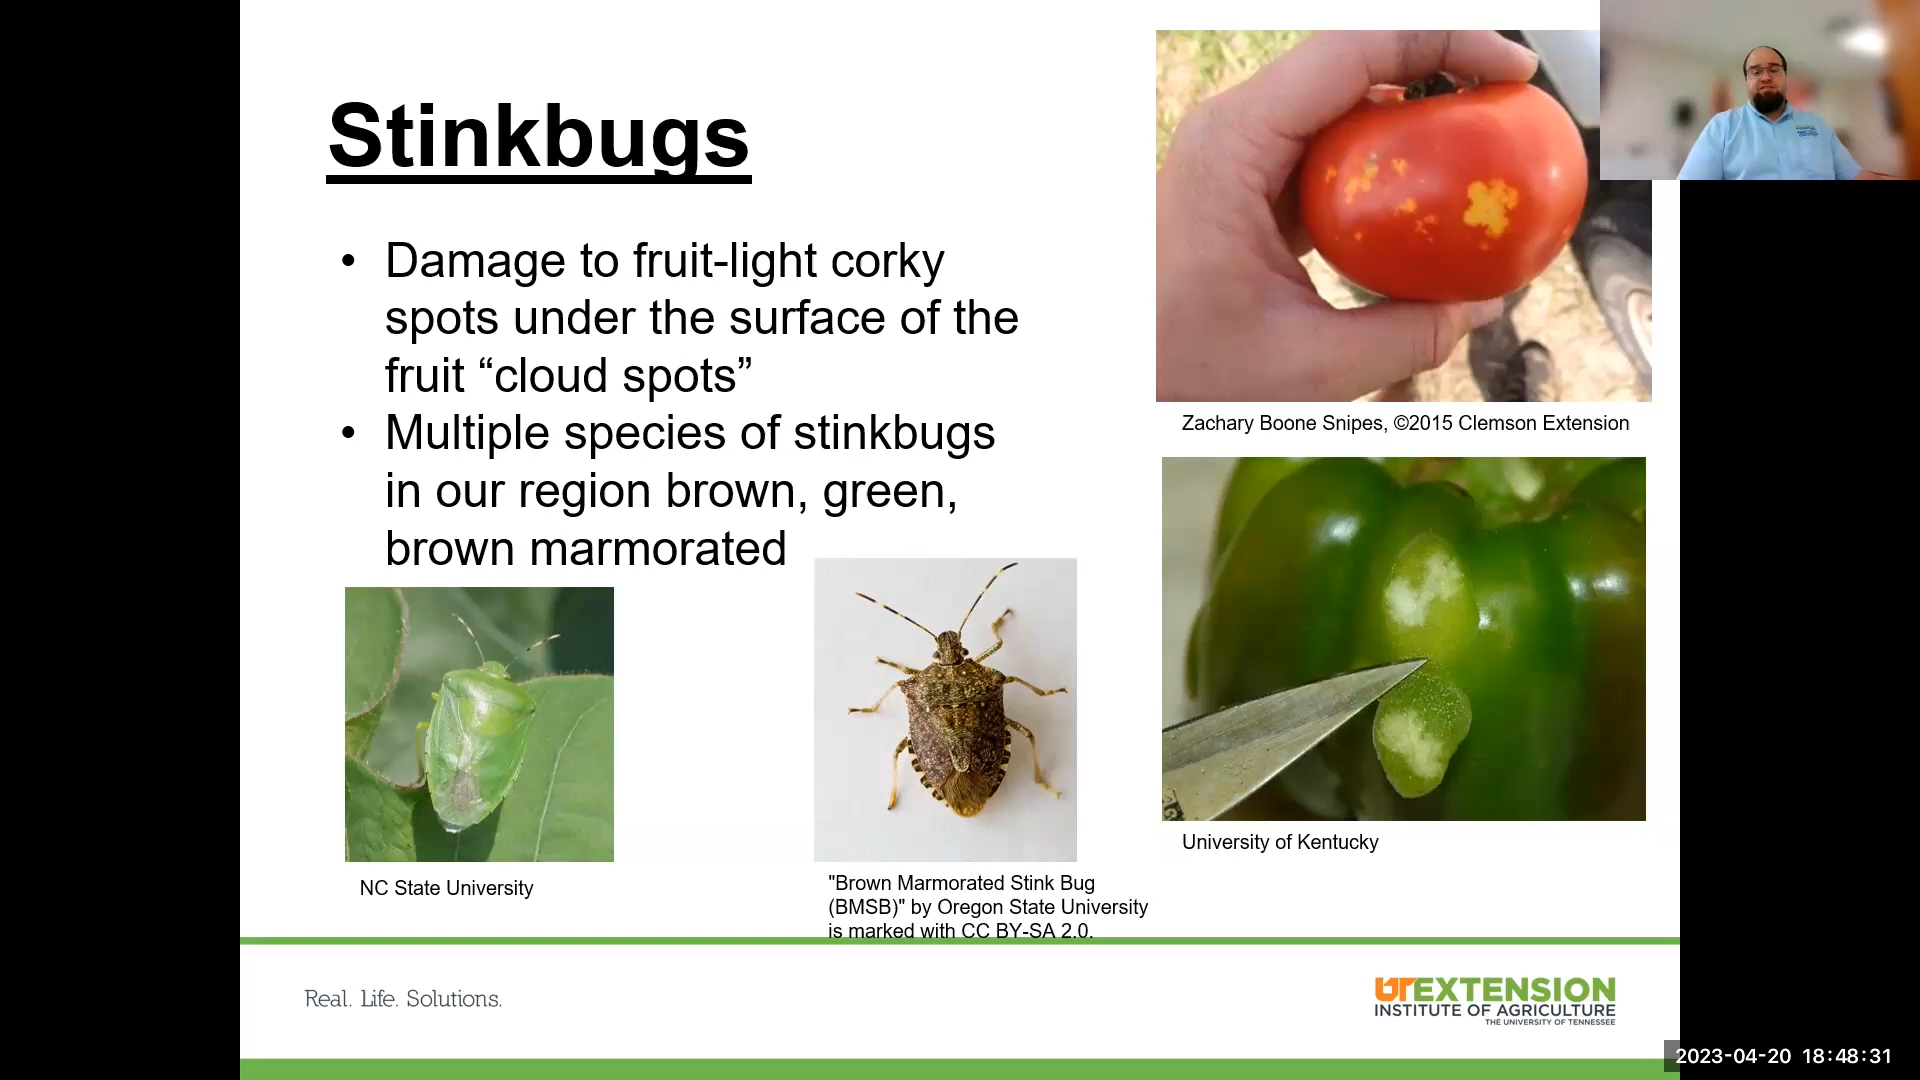 Stinkbugs
• Damage to fruit-light corky
spots under the surface of the
fruit “cloud spots”
• Multiple species of stinkbugs
in our region brown, green,
brown marmorated
Zachary Boone Snipes, ©2015 Clemson Extension
University of Kentucky
NC State University
"Brown Marmorated Stink Bug
(BMSB)" by Oregon State University
is marked with CC BY-SA 2.0.
Real. Life. Solutions.
UT EXTENSION
INSTITUTE OF AGRICULTURE
THE UNIVERSITY OF TENNESSEE
2023-04-20 18:48:31